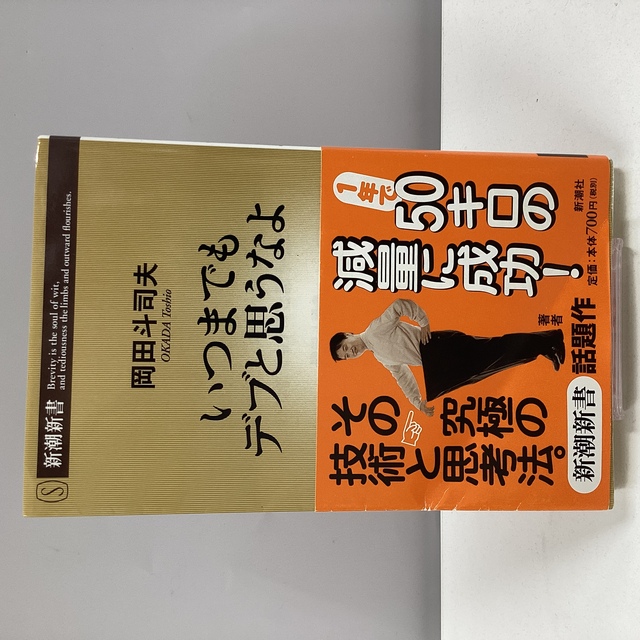 新潮新書
Brevity is the soul of wit,
and tediousness the limbs and outward flourishes.
岡田斗司夫
OKADA Toshio
いつまでも
デブと思うなよ
1年で
50キロの
減量に成功!
著者
その
究極の
技術と思考法。
新潮新書
話題作
新潮社
定価:本体700円(税別)